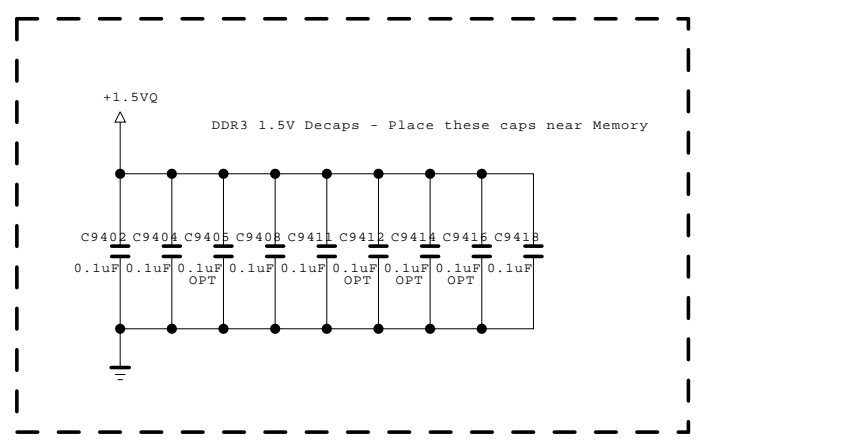 +1.5VQ
DDR3 1.5V Decaps - Place these caps near Memory
C9402 C9404 C9405 C9408 C9411 C9412 C9414 C9416 C9418
0.1uF 0.1uF 0.1uF 0.1uF 0.1uF 0.1uF 0.1uF 0.1uF 0.1uF
OPT OPT OPT OPT